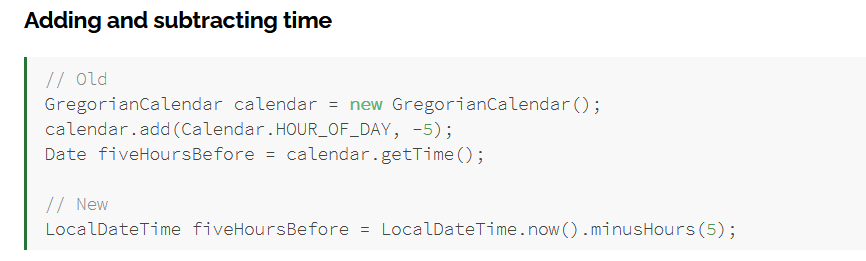 Adding and subtracting time
// Old
GregorianCalendar calendar = new GregorianCalendar();
calendar.add(Calendar.HOUR_OF_DAY, -5);
Date fiveHoursBefore = calendar.getTime();
// New
LocalDateTime fiveHoursBefore = LocalDateTime.now().minusHours(5);